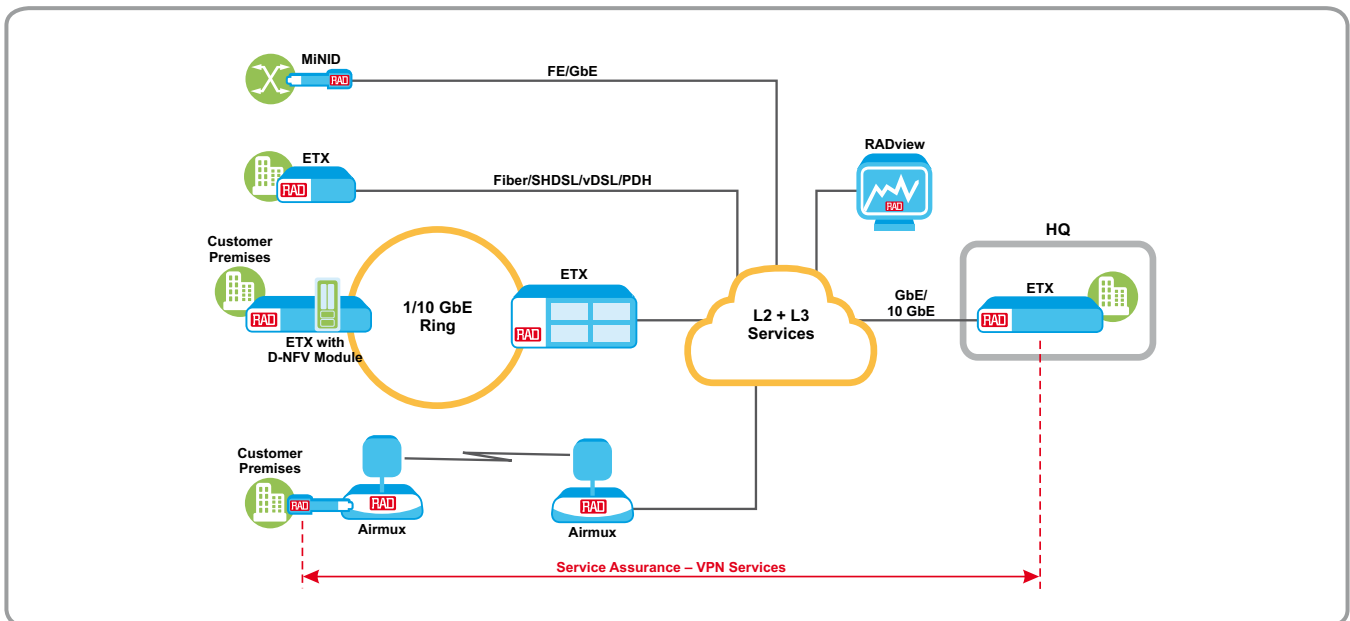 MiNID
RAD
FE/GbE
ETX
RAD
Fiber/SHDSL/vDSL/PDH
RADview
RAD
Customer
Premises
RAD
ETX with
D-NFV Module
1/10 GbE
Ring
ETX
RAD
L2 + L3
Services
GbE/
10 GbE
HQ
ETX
RAD
Customer
Premises
RAD
RAD
Airmux
RAD
Airmux
Service Assurance – VPN Services